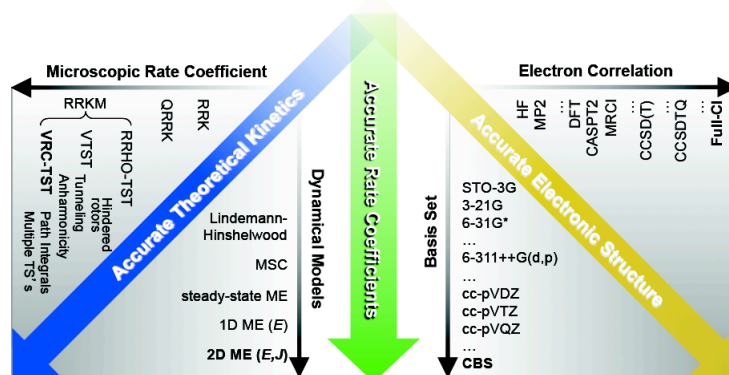 Microscopic Rate Coefficient
Electron Correlation
RRKM
VRC-TST
VTST
RRHO-TST
QRRK
RRK
Multiple TS's
Path Integrals
Anharmonicity
Tunneling
Hindered
rotors
Accurate Theoretical Kinetics
Dynamical Models
Lindemann-
Hinshelwood
MSC
steady-state ME
1D ME (E)
2D ME (E,J)
Accurate Rate Coefficients
Basis Set
STO-3G
3-21G
6-31G*
...
6-311++G(d,p)
...
cc-pVDZ
cc-pVTZ
cc-pVQZ
...
CBS
Accurate Electronic Structure
HF
MP2
...
DFT
CASPT2
MRCI
...
CCSD(T)
...
CCSDTQ
...
Full-CI